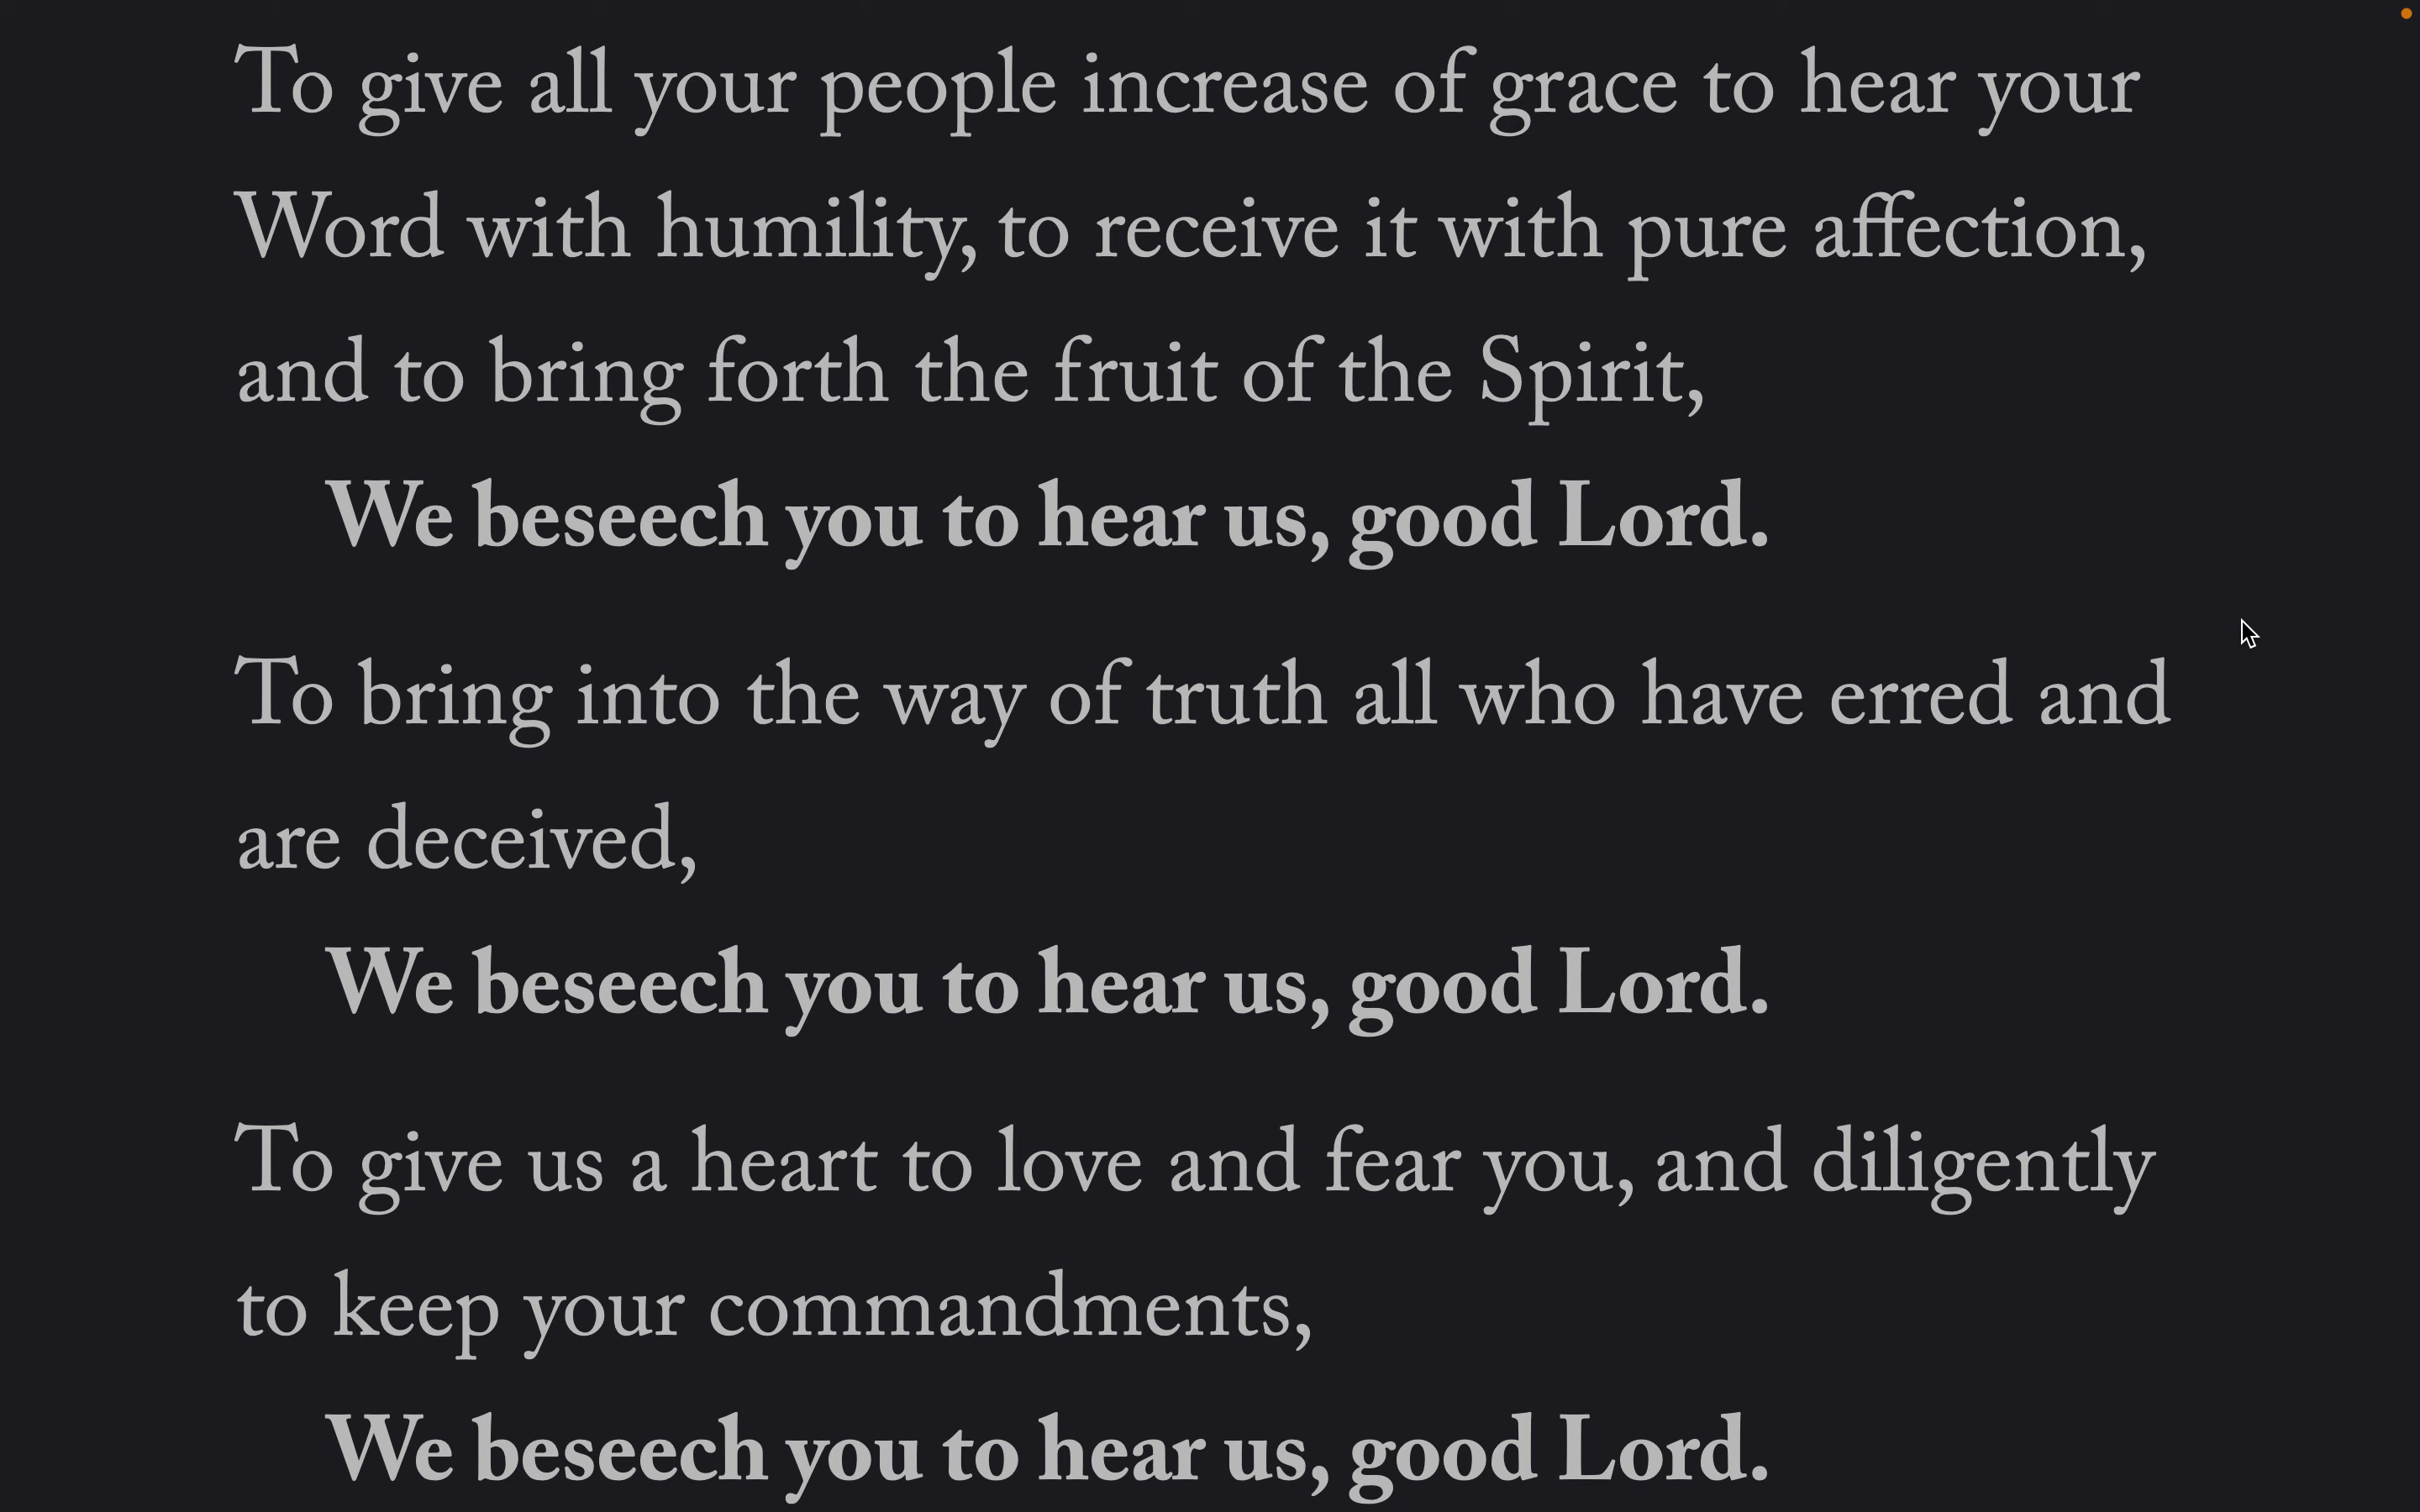 To give all your people increase of grace to hear your
Word with humility, to receive it with pure affection,
and to bring forth the fruit of the Spirit,
We beseech you to hear us, good Lord.
To bring into the way of truth all who have erred and
are deceived,
We beseech you to hear us, good Lord.
To give us a heart to love and fear you, and diligently
to keep your commandments,
We beseech you to hear us, good Lord.